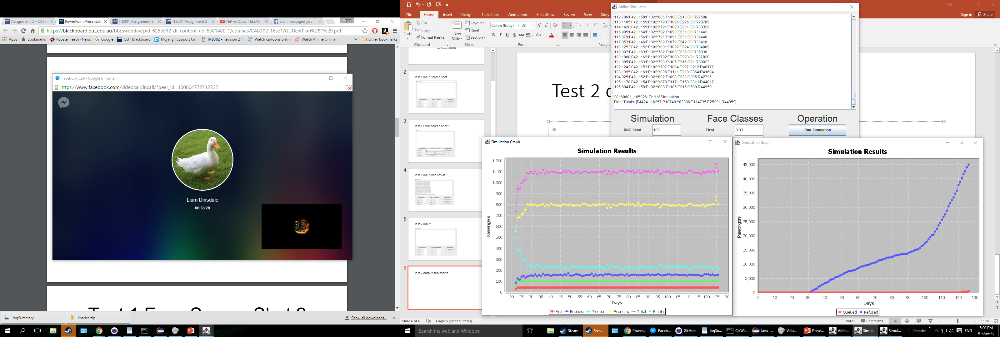 Assignment 2 – CAB3
PowerPoint Presentat
ITB001 Assignment 2
ITB001 Assignment 2
NiP vs Optic - ELEAGU
Liam messaged you
Bryce
https://blackboard.qut.edu.au/bbcswebdav/pid-6253512-dt-content-rid-6381480_1/courses/CAB302_16se1/GUITestPlan%281%29.pdf
Apps Bookmarks Rooster Teeth - News Google QUT Blackboard Mojang | Support Cen INB382 - Revision 275 Watch cartoons online Watch Anime Online | » Other bookmarks
Facebook Call - Google Chrome
https://www.facebook.com/videocall/incall/?peer_id=100004772712722
Liam Dinsdale
06:38:28
logSummary
libaries.zip
Show all downloads...
File Home Insert Design Transitions Animations Slide Show Review View Storyb
Sign in Share
Paste
Cut
Copy
Format Painter
Clipboard
New Slide
Layout
Reset
Section
Slides
Calibri (Body) 28
B I U S abc AV Aa A
Font
Paragra
2
Test 1 input screen shot
3
Test 1 Error Screen Shot 1
4
Test 1 input and result
5
Test 2 Input
6
Test 2 output and charts
Test 2 o
Airline Simulator
112:786:F42:J158:P102:Y806:T1108:E213:Q0:R27508
113:1185:F42:J159:P102:Y793:T1096:E225:Q0:R28789
114:1420:F42:J155:P102:Y791:T1090:E231:Q0:R30329
115:985:F42:J154:P102:Y792:T1090:E231:Q0:R31442
116:879:F42:J156:P102:Y791:T1091:E230:Q0:R32440
117:853:F42:J146:P102:Y789:T1079:E242:Q0:R33418
118:1253:F42:J152:P102:Y801:T1097:E224:Q0:R34809
119:907:F42:J163:P102:Y782:T1089:E232:Q0:R35836
120:1860:F42:J162:P102:Y792:T1098:E223:Q1:R37820
121:885:F42:J163:P102:Y798:T1105:E216:Q21:R38823
122:1242:F42:J153:P102:Y797:T1094:E227:Q212:R40177
123:1395:F42:J161:P102:Y806:T1111:E210:Q364:R41694
124:925:F42:J152:P102:Y802:T1098:E223:Q305:R42726
125:1170:F42:J154:P102:Y873:T1171:E150:Q311:R44017
126:894:F42:J159:P102:Y803:T1106:E215:Q500:R44959
20160601_165926: End of Simulation
Final Totals: [F4424:J16257:P10748:Y83306:T114735:E25291:R44959]
Simulation Face Classes Operation
RNG Seed 100 First 0.03 Run Simulation
Simulation Graph
Simulation Results
1,200
1,100
1,000
900
800
700
600
500
400
300
200
100
0
Passengers
20 25 30 35 40 45 50 55 60 65 70 75 80 85 90 95 100 105 110 115 120 125 130
Days
First Business Premium Economy Total Empty
Simulation Graph
Simulation Results
45,000
40,000
35,000
30,000
25,000
20,000
15,000
10,000
5,000
0
Passengers
0 10 20 30 40 50 60 70 80 90 100 110 120 130
Days
Queued Refused
Slide 6 of 6 English (United States)
Notes Comments 115%
Search the web and Windows
Steam Stea... Power... Faceb... GitHub logSu... C:\WI... Java -... Volu... Prese... Airlin... Simul... Simul... Libraries » ENG
5:00 PM
01-Jun-16